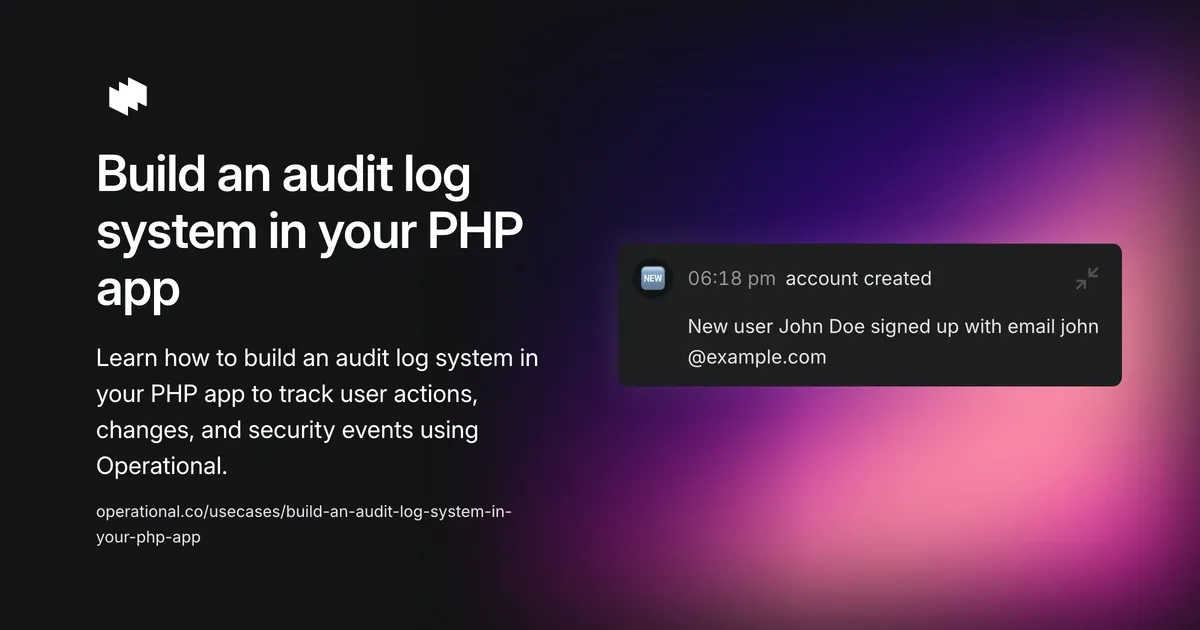 Build an audit log
system in your PHP
app
Learn how to build an audit log system in
your PHP app to track user actions,
changes, and security events using
Operational.
operational.co/usecases/build-an-audit-log-system-in-
your-php-app
NEW
06:18 pm account created
New user John Doe signed up with email john
@example.com